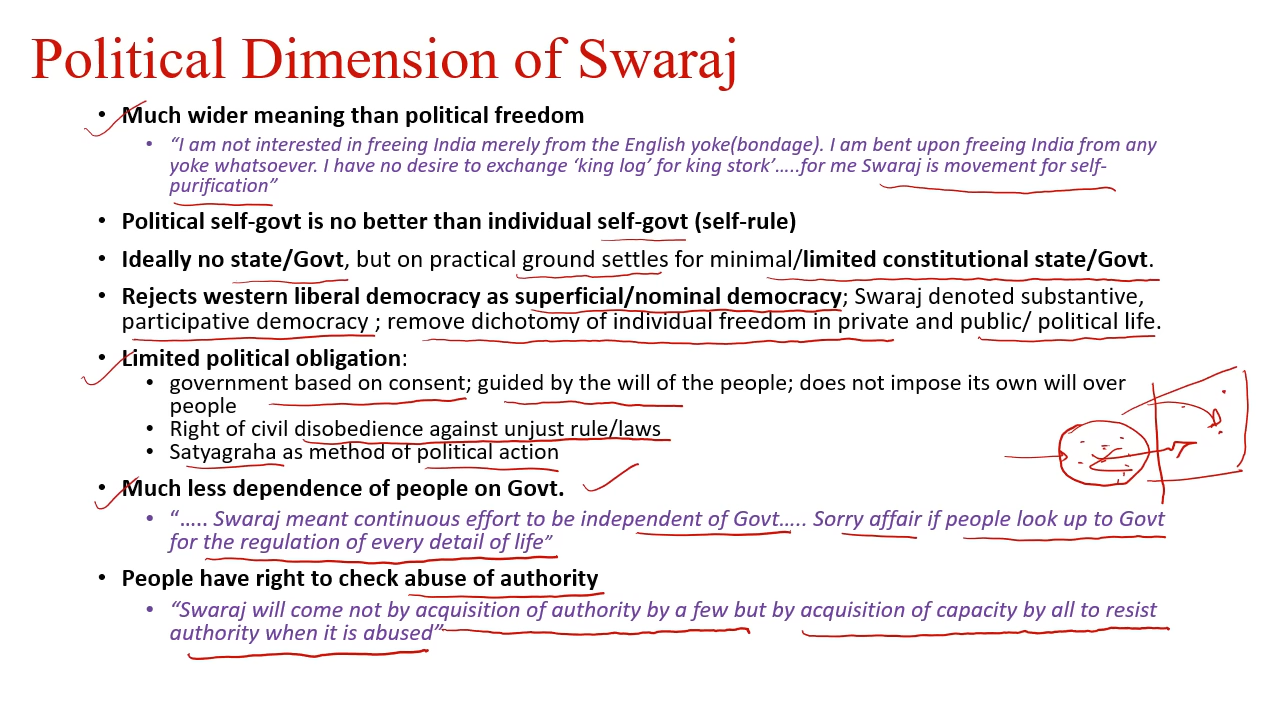 Political Dimension of Swaraj
• Much wider meaning than political freedom
• “I am not interested in freeing India merely from the English yoke(bondage). I am bent upon freeing India from any
yoke whatsoever. I have no desire to exchange ‘king log’ for king stork’…..for me Swaraj is movement for self-
purification”
• Political self-govt is no better than individual self-govt (self-rule)
• Ideally no state/Govt, but on practical ground settles for minimal/limited constitutional state/Govt.
• Rejects western liberal democracy as superficial/nominal democracy; Swaraj denoted substantive,
participative democracy ; remove dichotomy of individual freedom in private and public/ political life.
• Limited political obligation:
• government based on consent; guided by the will of the people; does not impose its own will over
people
• Right of civil disobedience against unjust rule/laws
• Satyagraha as method of political action
• Much less dependence of people on Govt.
• “….. Swaraj meant continuous effort to be independent of Govt….. Sorry affair if people look up to Govt
for the regulation of every detail of life”
• People have right to check abuse of authority
• “Swaraj will come not by acquisition of authority by a few but by acquisition of capacity by all to resist
authority when it is abused”